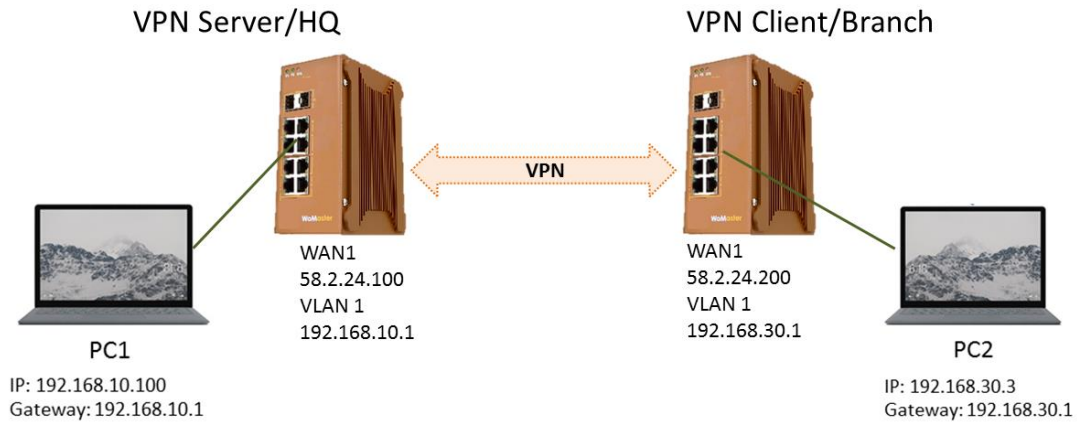 VPN Server/HQ
VPN Client/Branch
VPN
WoMaster
WoMaster
WAN1
58.2.24.100
VLAN 1
192.168.10.1
WAN1
58.2.24.200
VLAN 1
192.168.30.1
PC1
IP: 192.168.10.100
Gateway: 192.168.10.1
PC2
IP: 192.168.30.3
Gateway: 192.168.30.1